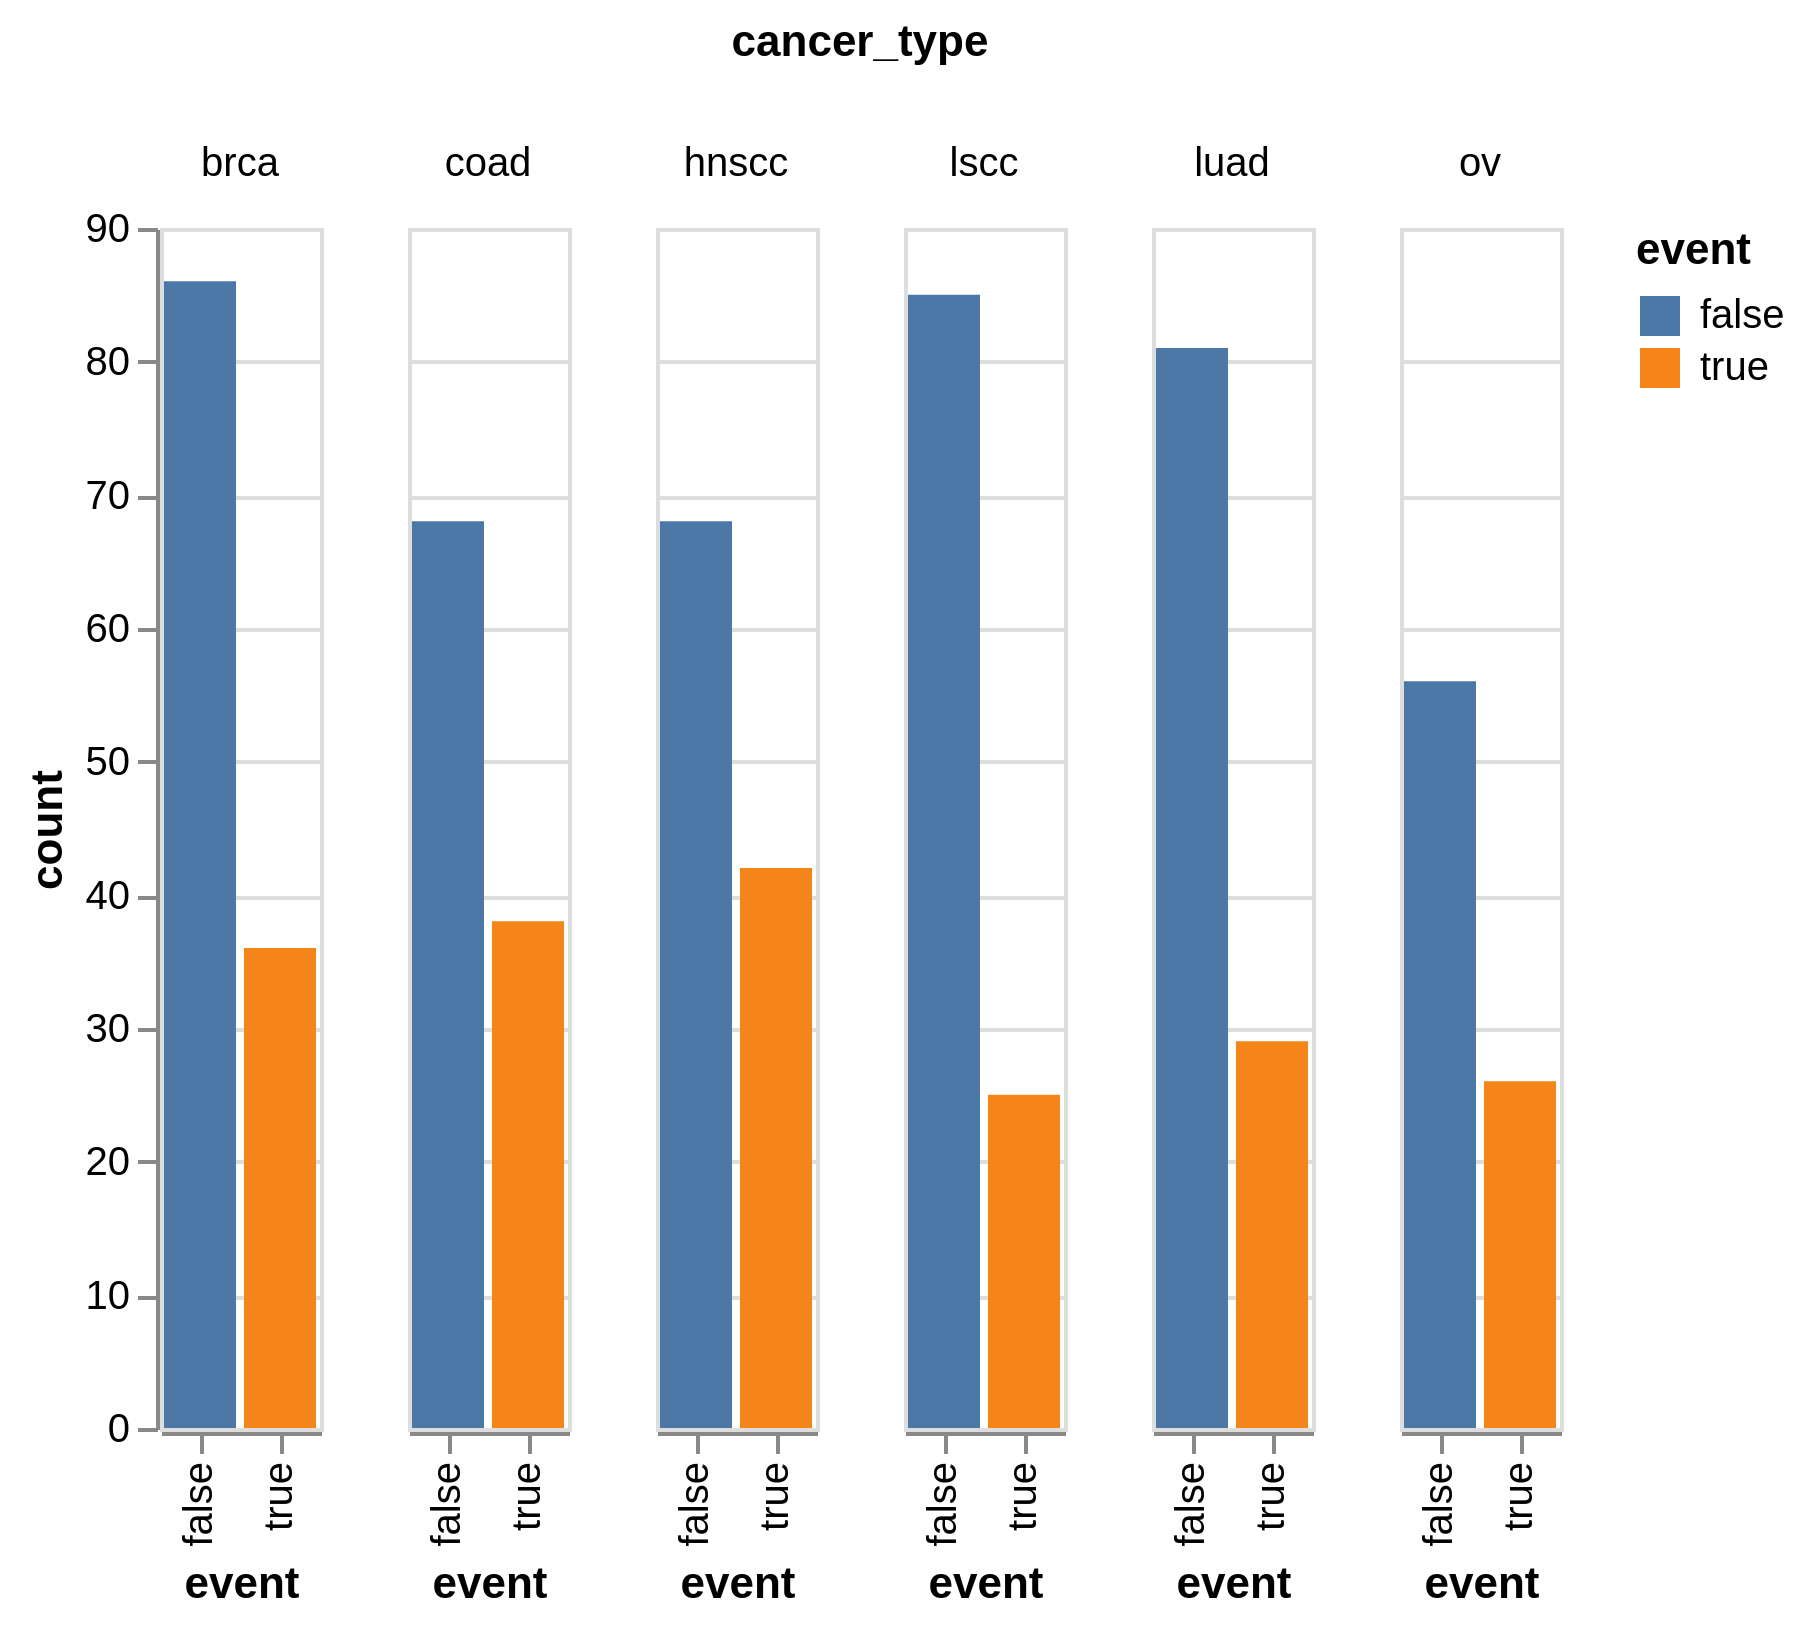 cancer_type
brca coad hnscc lscc luad ov
event
false
true
count
90
80
70
60
50
40
30
20
10
0
false true false true false true false true false true false true
event event event event event event